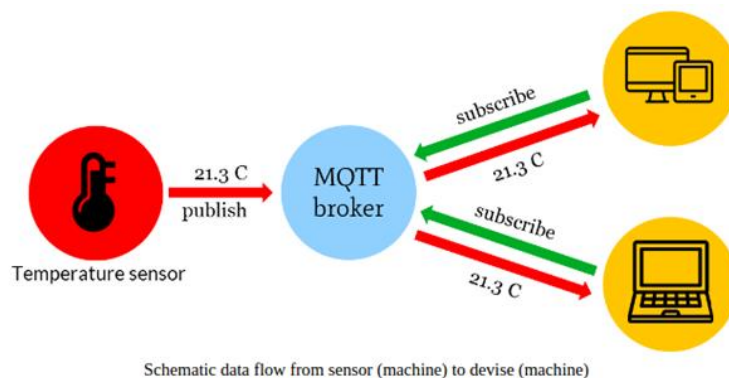 subscribe
21.3 C
21.3 C
publish
MQTT
broker
subscribe
21.3 C
Temperature sensor
Schematic data flow from sensor (machine) to devise (machine)